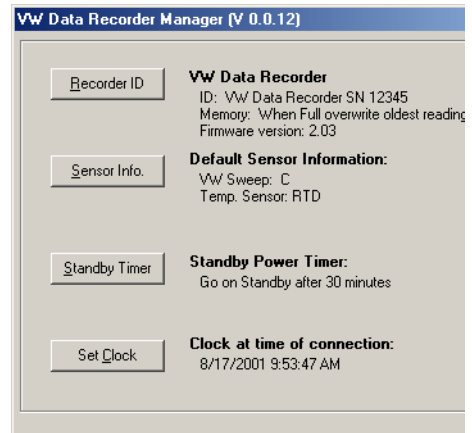 VW Data Recorder Manager (V 0.0.12)
Recorder ID
VW Data Recorder
ID: VW Data Recorder SN 12345
Memory: When Full overwrite oldest reading
Firmware version: 2.03
Sensor Info.
Default Sensor Information:
VW Sweep: C
Temp. Sensor: RTD
Standby Timer
Standby Power Timer:
Go on Standby after 30 minutes
Set Clock
Clock at time of connection:
8/17/2001 9:53:47 AM